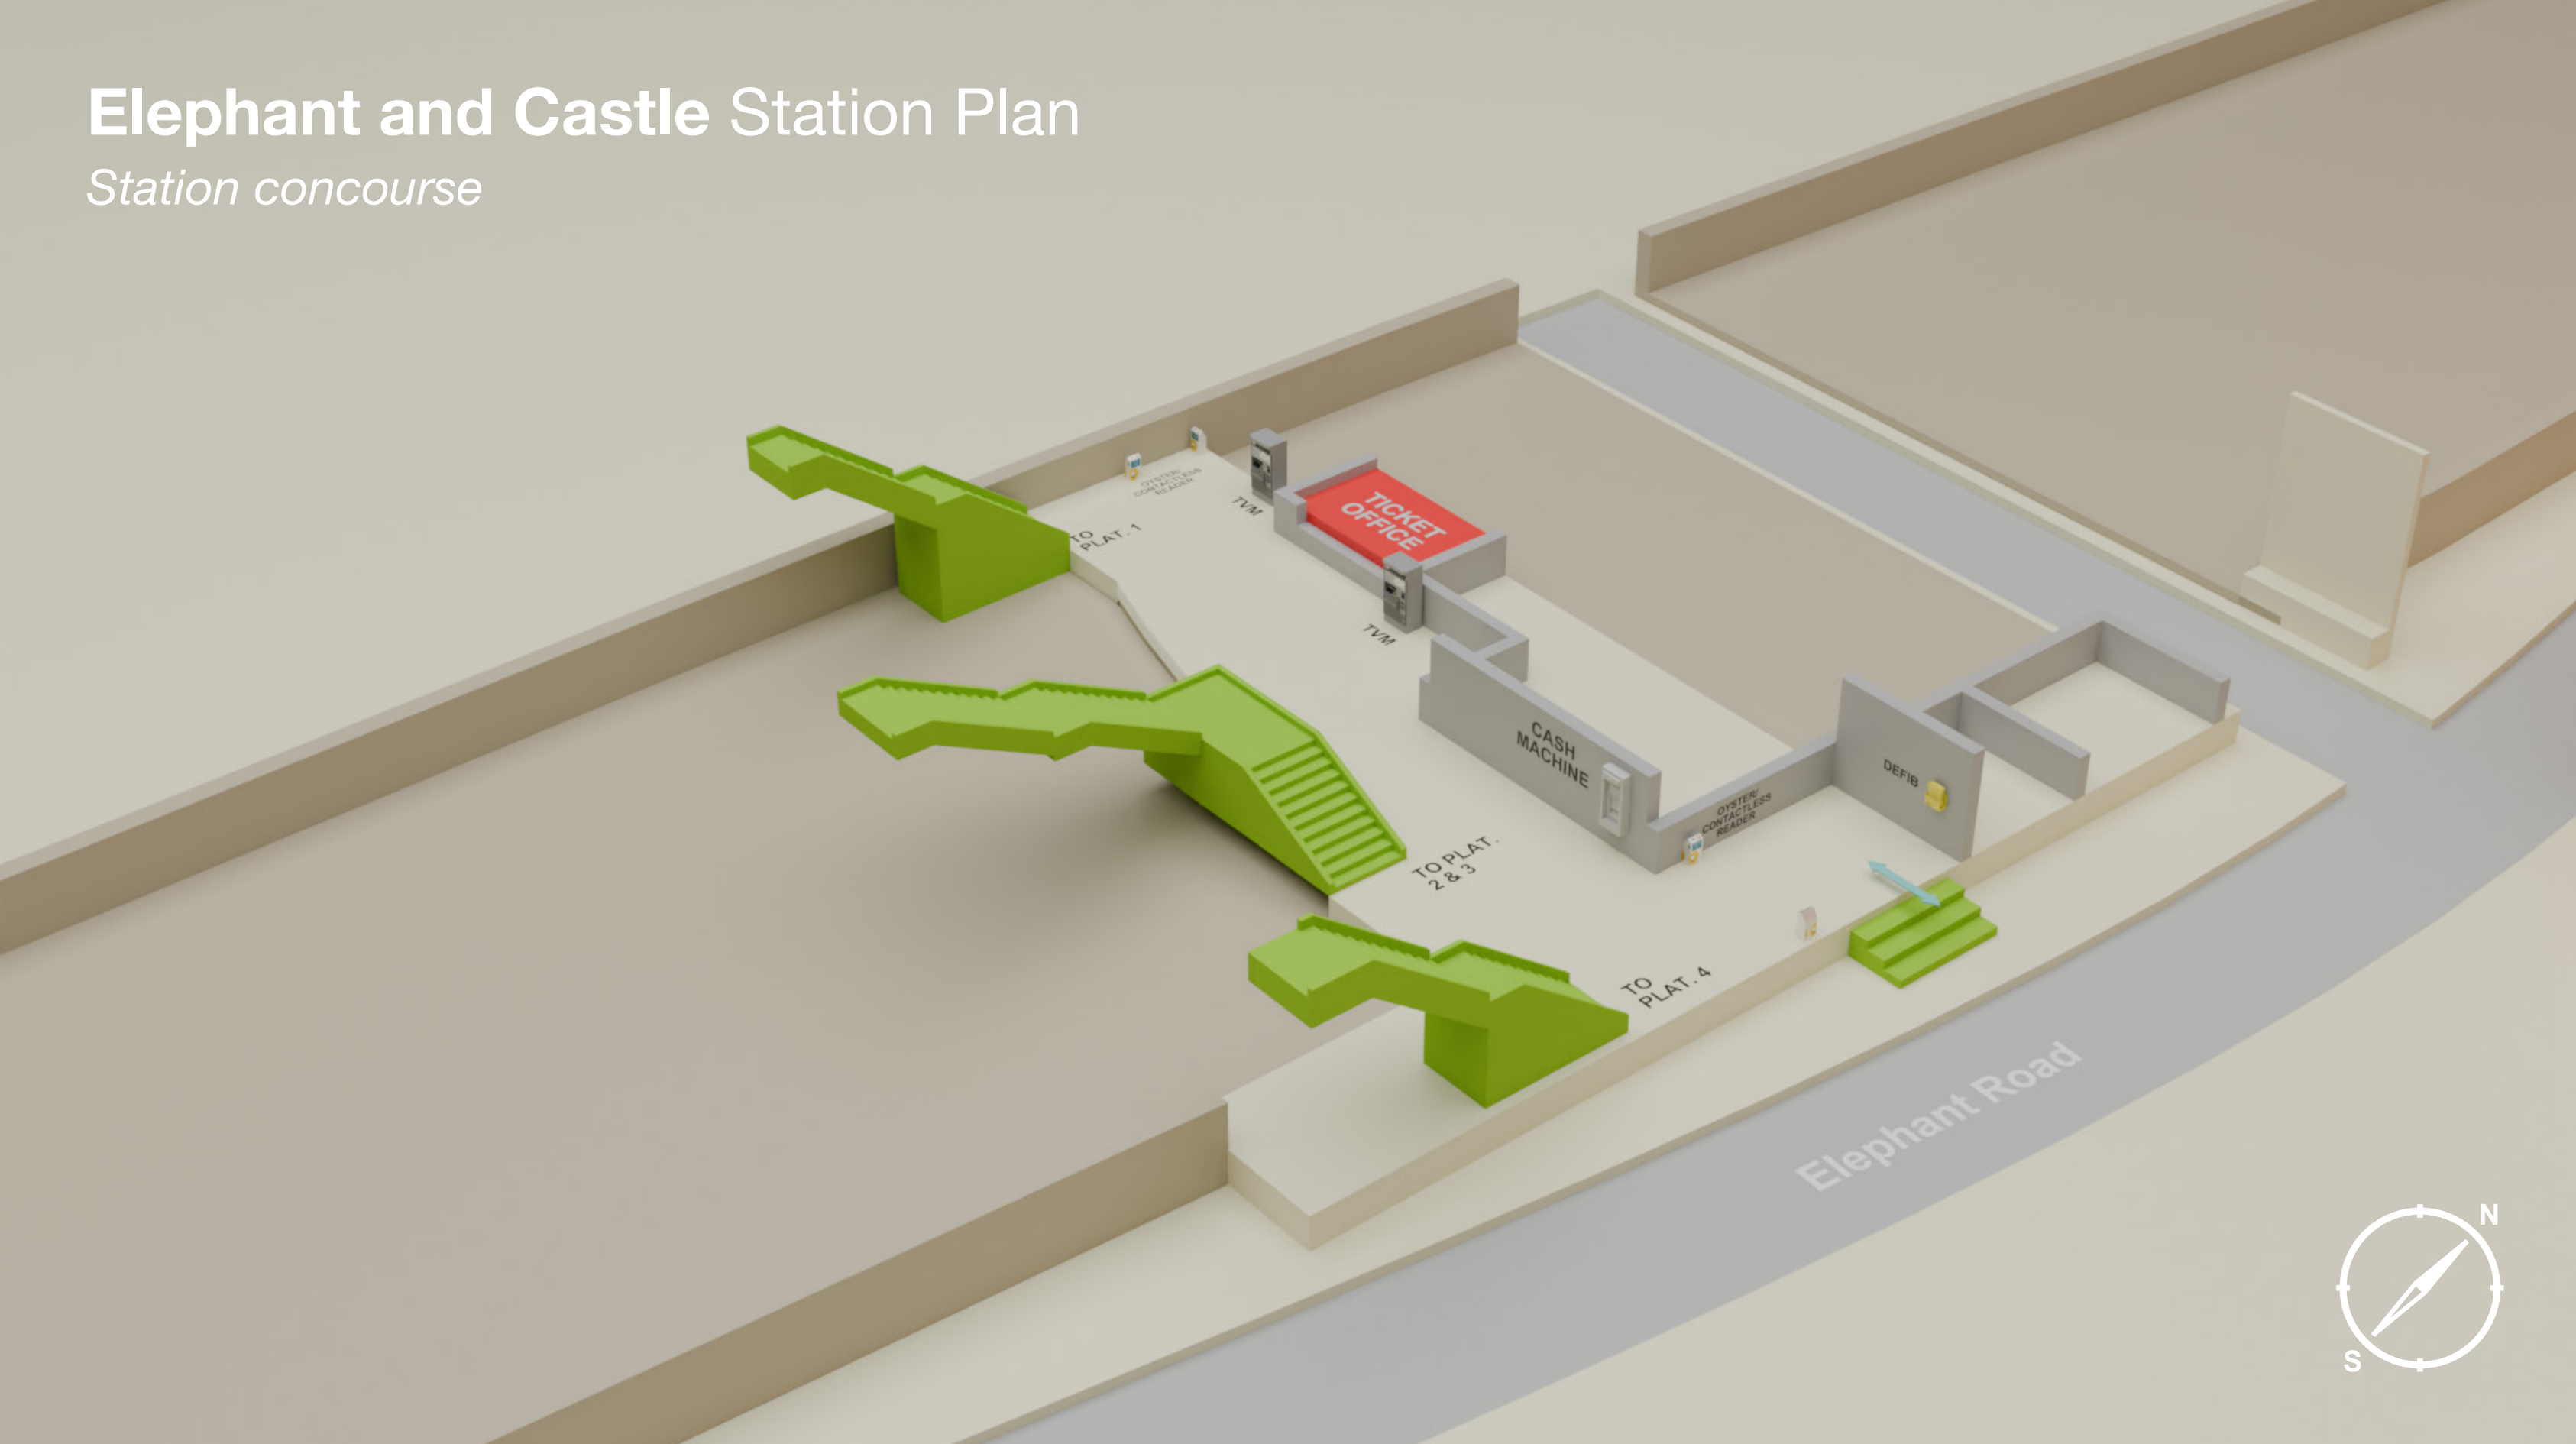 Elephant and Castle Station Plan
Station concourse
OYSTER/
CONTACTLESS
READER
TVM
TO
PLAT. 1
TICKET
OFFICE
TVM
CASH
MACHINE
DEFIB
OYSTER/
CONTACTLESS
READER
TO PLAT.
2 & 3
TO
PLAT. 4
Elephant Road
N
S